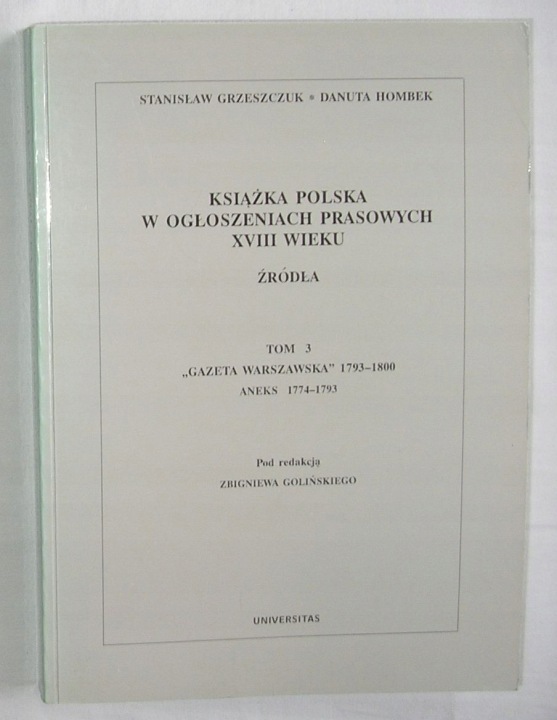 STANISŁAW GRZESZCZUK • DANUTA HOMBEK
KSIĄŻKA POLSKA
W OGŁOSZENIACH PRASOWYCH
XVIII WIEKU
ŹRÓDŁA
TOM 3
„GAZETA WARSZAWSKA” 1793–1800
ANEKS 1774–1793
Pod redakcją
ZBIGNIEWA GOLIŃSKIEGO
UNIVERSITAS